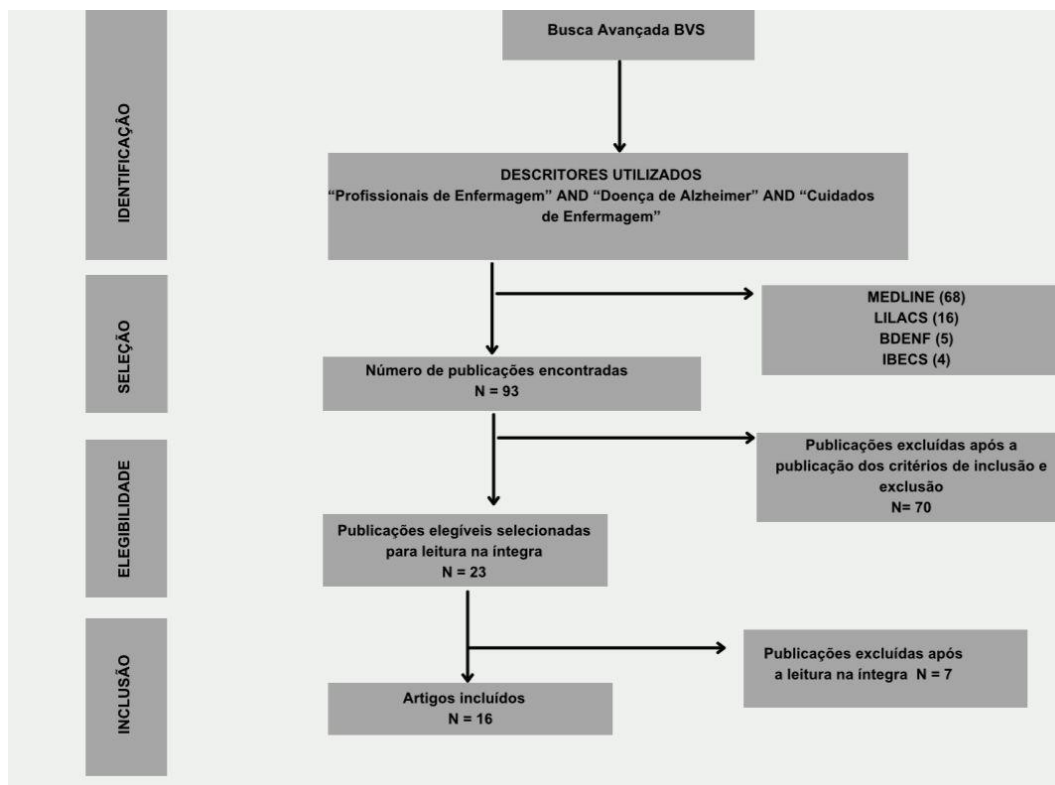 IDENTIFICAÇÃO
Busca Avançada BVS
DESCRITORES UTILIZADOS
“Profissionais de Enfermagem” AND “Doença de Alzheimer” AND “Cuidados
de Enfermagem”
SELEÇÃO
MEDLINE (68)
LILACS (16)
BDENF (5)
IBECS (4)
Número de publicações encontradas
N = 93
ELEGIBILIDADE
Publicações excluídas após a
publicação dos critérios de inclusão e
exclusão
N= 70
Publicações elegíveis selecionadas
para leitura na íntegra
N = 23
INCLUSÃO
Publicações excluídas após
a leitura na íntegra N = 7
Artigos incluídos
N = 16